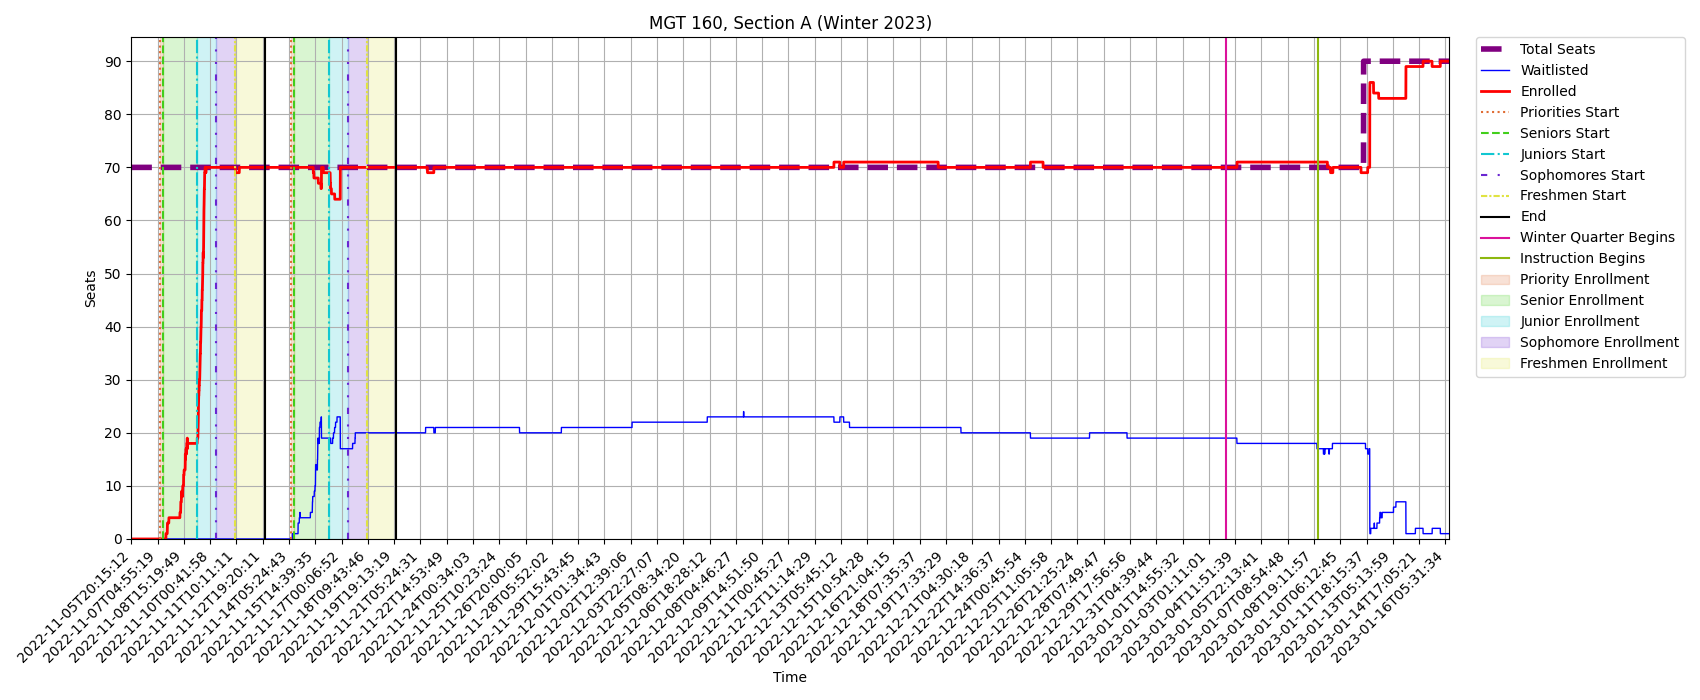 MGT 160, Section A (Winter 2023)
Seats
90
80
70
60
50
40
30
20
10
0
2022-11-05T20:15:12
2022-11-07T04:55:19
2022-11-08T15:19:49
2022-11-10T00:41:58
2022-11-11T10:11:11
2022-11-12T19:20:11
2022-11-14T05:24:43
2022-11-15T14:39:35
2022-11-17T00:06:52
2022-11-18T09:43:46
2022-11-19T19:13:19
2022-11-21T05:24:31
2022-11-22T14:53:49
2022-11-24T00:34:03
2022-11-25T10:23:24
2022-11-26T20:00:05
2022-11-28T05:52:02
2022-11-29T15:43:45
2022-12-01T01:34:43
2022-12-02T12:39:06
2022-12-03T22:27:07
2022-12-05T08:34:20
2022-12-06T18:28:12
2022-12-08T04:46:27
2022-12-09T14:51:50
2022-12-11T00:45:27
2022-12-12T11:14:29
2022-12-13T05:45:12
2022-12-15T10:54:28
2022-12-16T21:04:15
2022-12-18T07:35:37
2022-12-19T17:33:29
2022-12-21T04:30:18
2022-12-22T14:36:37
2022-12-24T00:45:54
2022-12-25T11:05:58
2022-12-26T21:25:24
2022-12-28T07:49:47
2022-12-29T17:56:56
2022-12-31T04:39:44
2023-01-01T14:55:32
2023-01-03T01:11:01
2023-01-04T11:51:39
2023-01-05T22:13:41
2023-01-07T08:54:48
2023-01-08T19:11:57
2023-01-10T06:12:45
2023-01-11T18:15:37
2023-01-13T05:13:59
2023-01-14T17:05:21
2023-01-16T05:31:34
Time
Total Seats
Waitlisted
Enrolled
Priorities Start
Seniors Start
Juniors Start
Sophomores Start
Freshmen Start
End
Winter Quarter Begins
Instruction Begins
Priority Enrollment
Senior Enrollment
Junior Enrollment
Sophomore Enrollment
Freshmen Enrollment